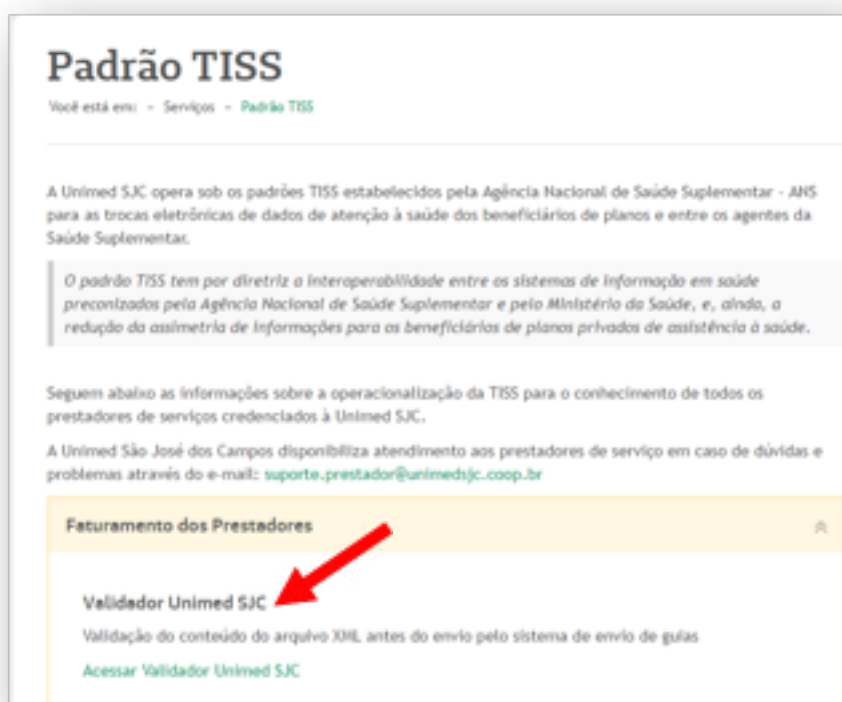 Padrão TISS
Você está em: - Serviços - Padrão TISS
A Unimed SJC opera sob os padrões TISS estabelecidos pela Agência Nacional de Saúde Suplementar - ANS
para as trocas eletrônicas de dados de atenção à saúde dos beneficiários de planos e entre os agentes da
Saúde Suplementar.
O padrão TISS tem por diretriz a interoperabilidade entre os sistemas de informação em saúde
preconizados pela Agência Nacional de Saúde Suplementar e pelo Ministério da Saúde, e, ainda, a
redução da assimetria de informações para os beneficiários de planos privados de assistência à saúde.
Seguem abaixo as informações sobre a operacionalização da TISS para o conhecimento de todos os
prestadores de serviços credenciados à Unimed SJC.
A Unimed São José dos Campos disponibiliza atendimento aos prestadores de serviço em caso de dúvidas e
problemas através do e-mail: suporte.prestador@unimedsjc.coop.br
Faturamento dos Prestadores
Validador Unimed SJC
Validação do conteúdo do arquivo XML antes do envio pelo sistema de envio de guias
Acessar Validador Unimed SJC